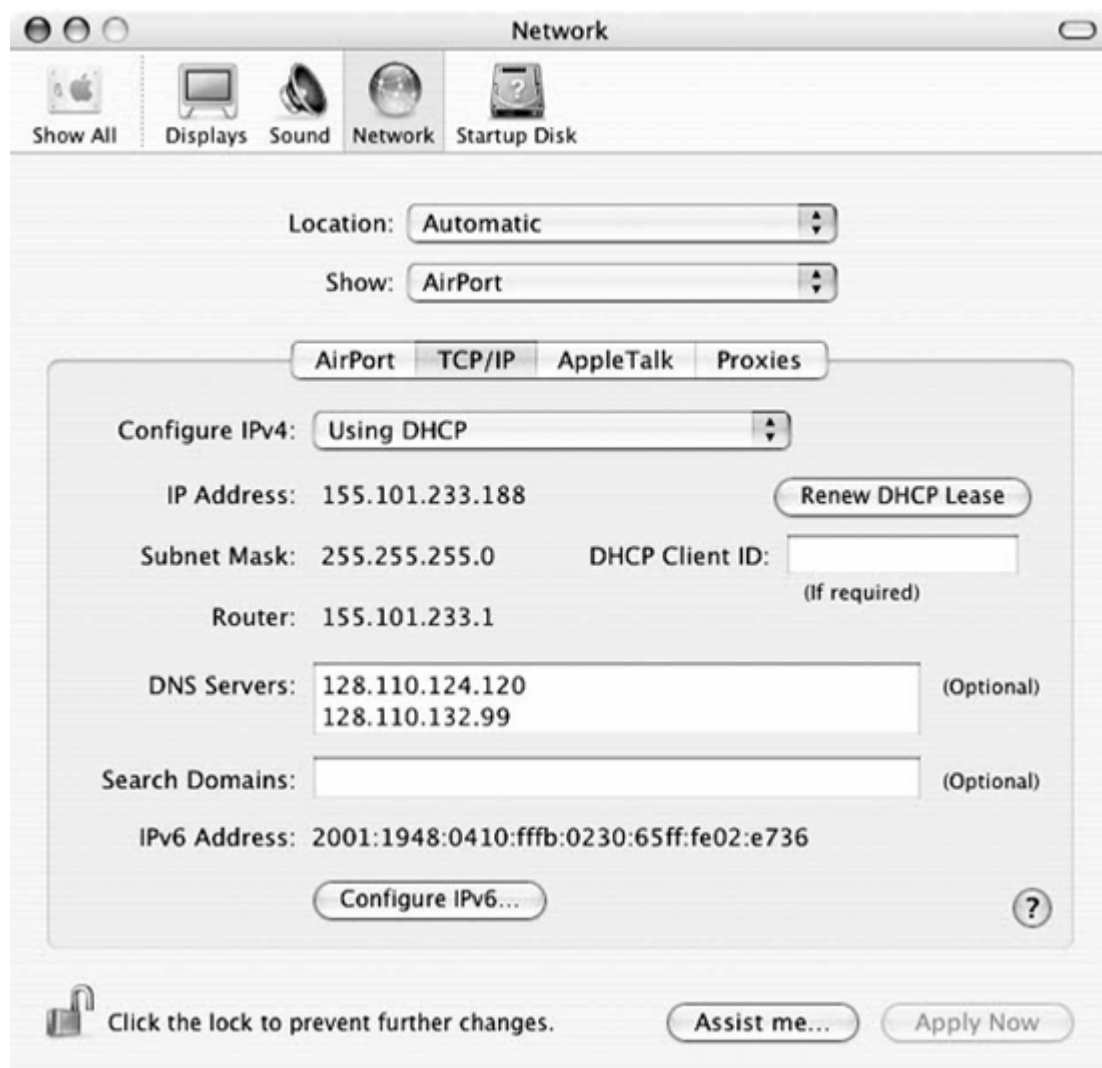 Network
Show All Displays Sound Network Startup Disk
Location: Automatic
Show: AirPort
AirPort TCP/IP AppleTalk Proxies
Configure IPv4: Using DHCP
IP Address: 155.101.233.188 Renew DHCP Lease
Subnet Mask: 255.255.255.0 DHCP Client ID:
(If required)
Router: 155.101.233.1
DNS Servers: 128.110.124.120 (Optional)
128.110.132.99
Search Domains: (Optional)
IPv6 Address: 2001:1948:0410:fffb:0230:65ff:fe02:e736
Configure IPv6...
?
Click the lock to prevent further changes. Assist me... Apply Now